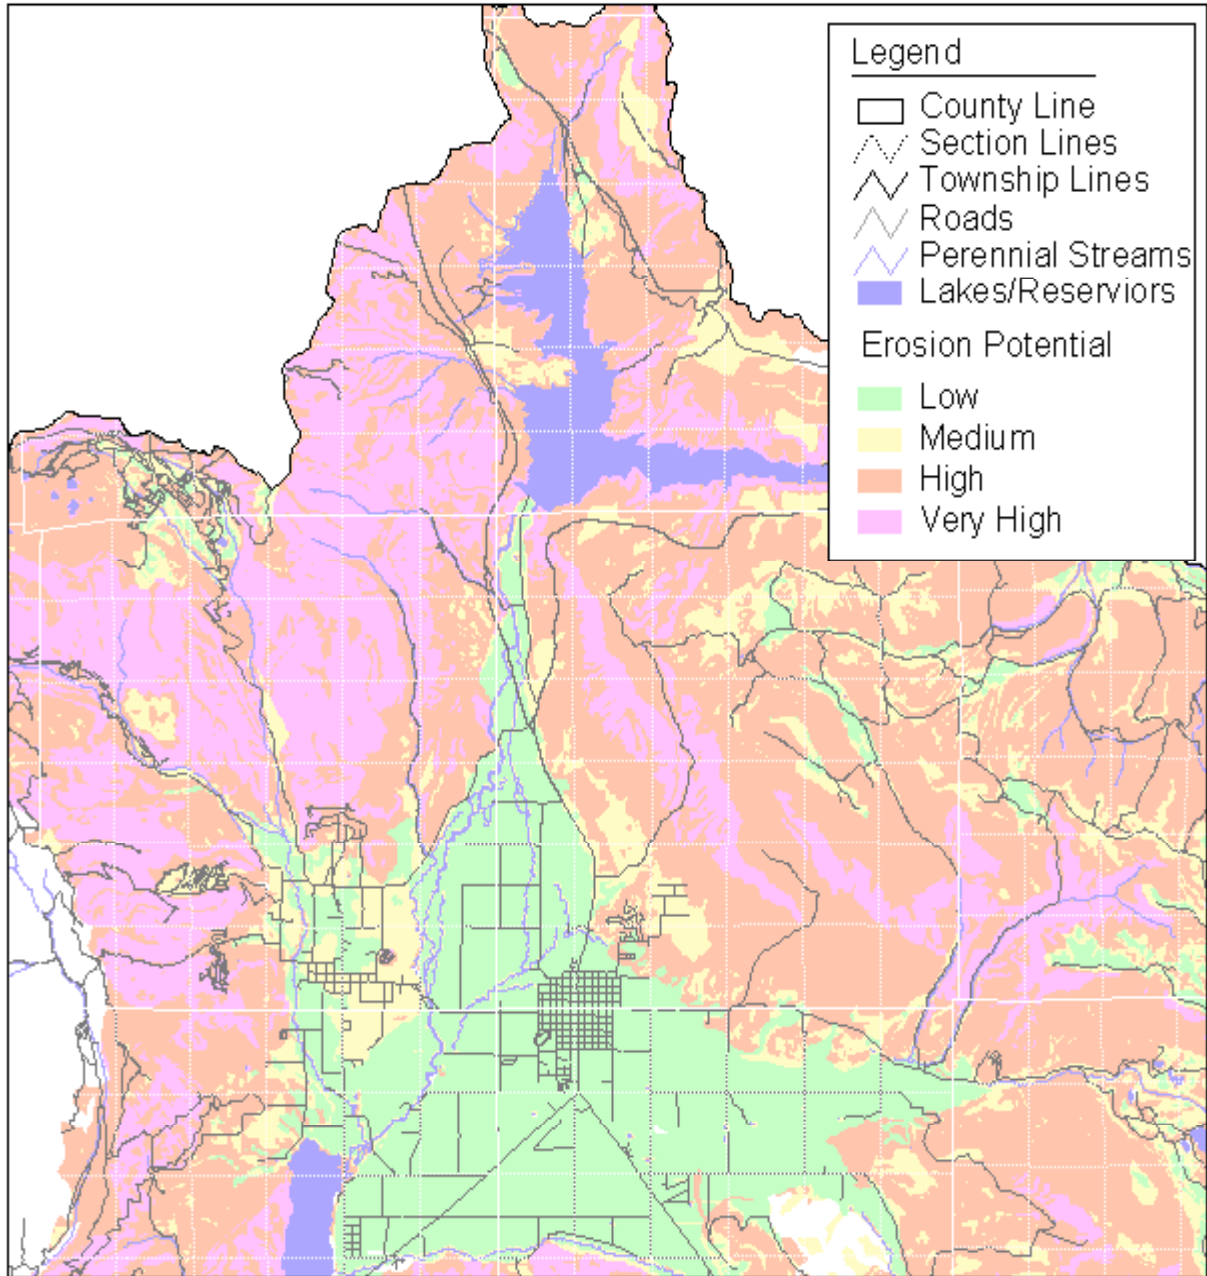 Legend
County Line
Section Lines
Township Lines
Roads
Perennial Streams
Lakes/Reserviors
Erosion Potential
Low
Medium
High
Very High